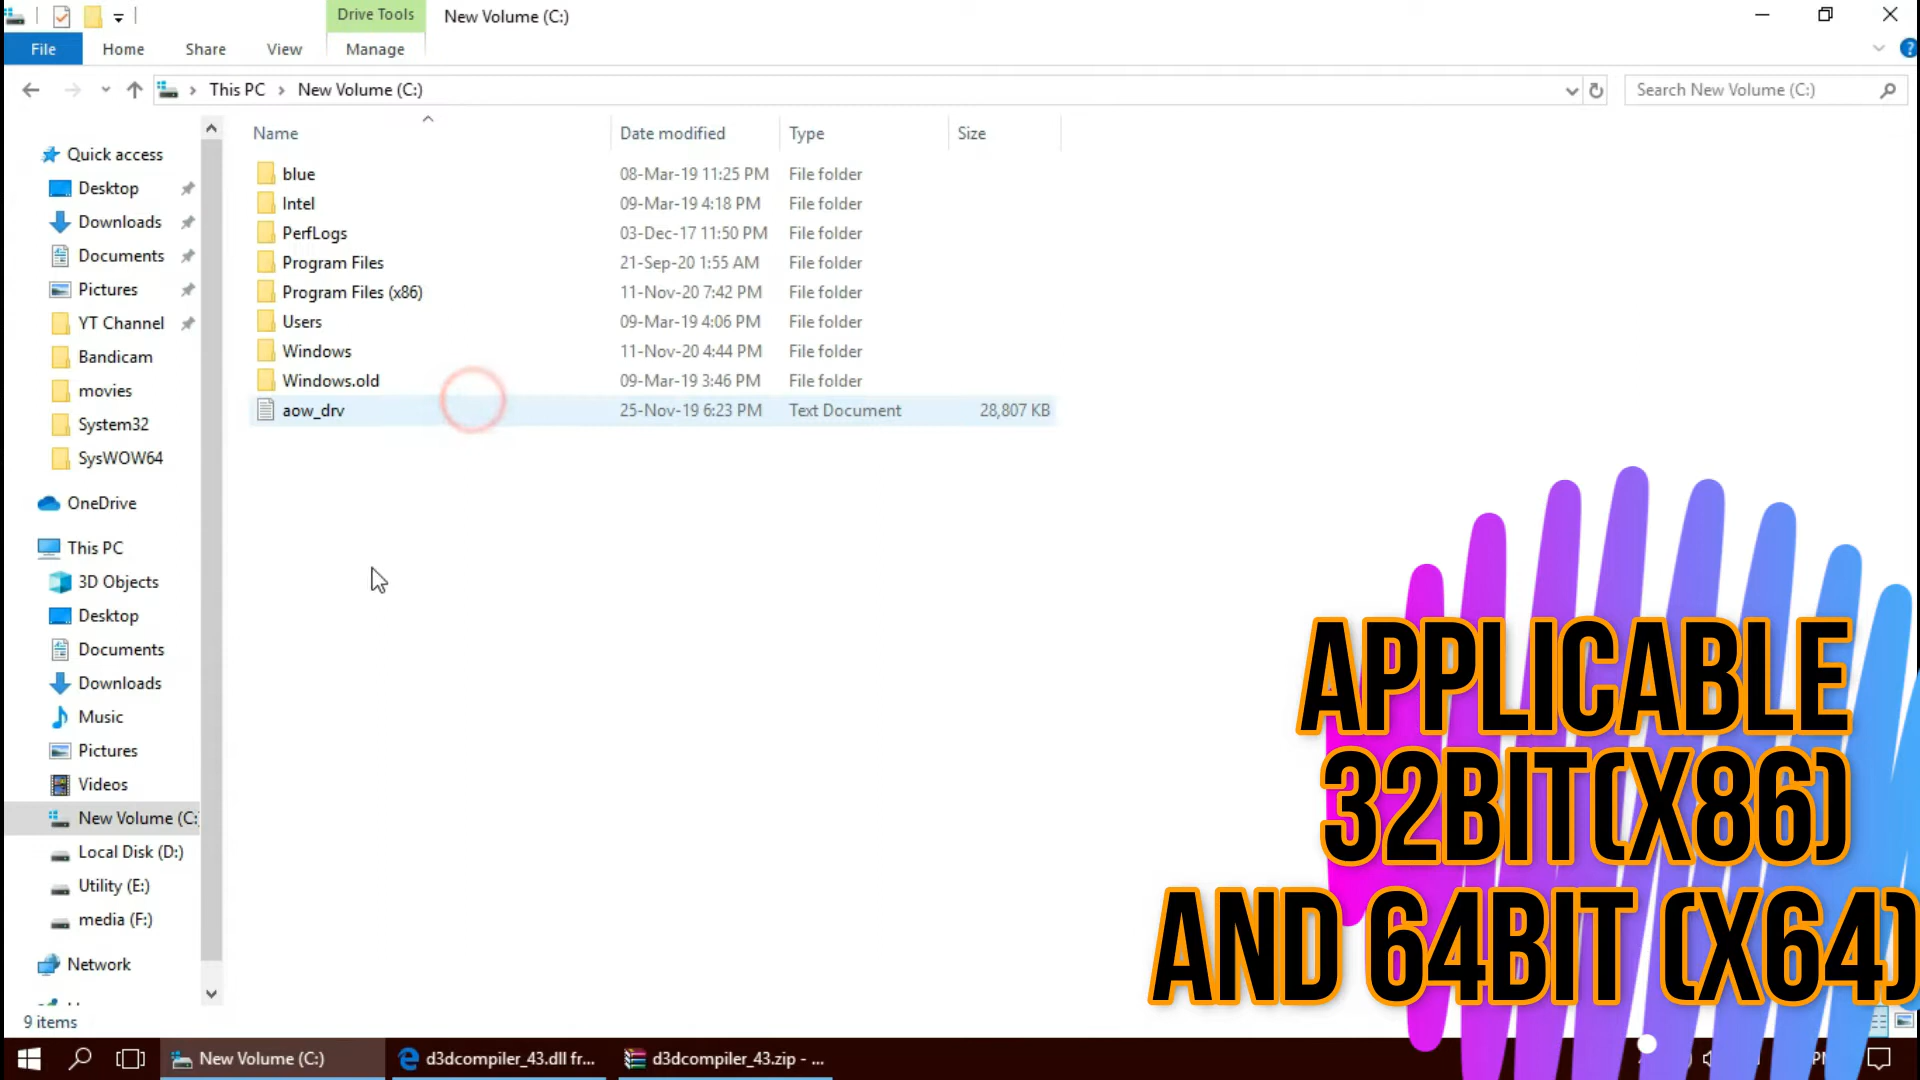 Drive Tools
New Volume (C:)
File
Home
Share
View
Manage
This PC
New Volume (C:)
Search New Volume (C:)
Name
Date modified
Type
Size
Quick access
Desktop
Downloads
Documents
Pictures
YT Channel
Bandicam
movies
System32
SysWOW64
OneDrive
This PC
3D Objects
Desktop
Documents
Downloads
Music
Pictures
Videos
New Volume (C:
Local Disk (D:)
Utility (E:)
media (F:)
Network
blue 08-Mar-19 11:25 PM File folder
Intel 09-Mar-19 4:18 PM File folder
PerfLogs 03-Dec-17 11:50 PM File folder
Program Files 21-Sep-20 1:55 AM File folder
Program Files (x86) 11-Nov-20 7:42 PM File folder
Users 09-Mar-19 4:06 PM File folder
Windows 11-Nov-20 4:44 PM File folder
Windows.old 09-Mar-19 3:46 PM File folder
aow_drv 25-Nov-19 6:23 PM Text Document 28,807 KB
APPLICABLE
32BIT(X86)
AND 64BIT (X64)
9 items
New Volume (C:)
d3dcompiler_43.dll fr...
d3dcompiler_43.zip - ...